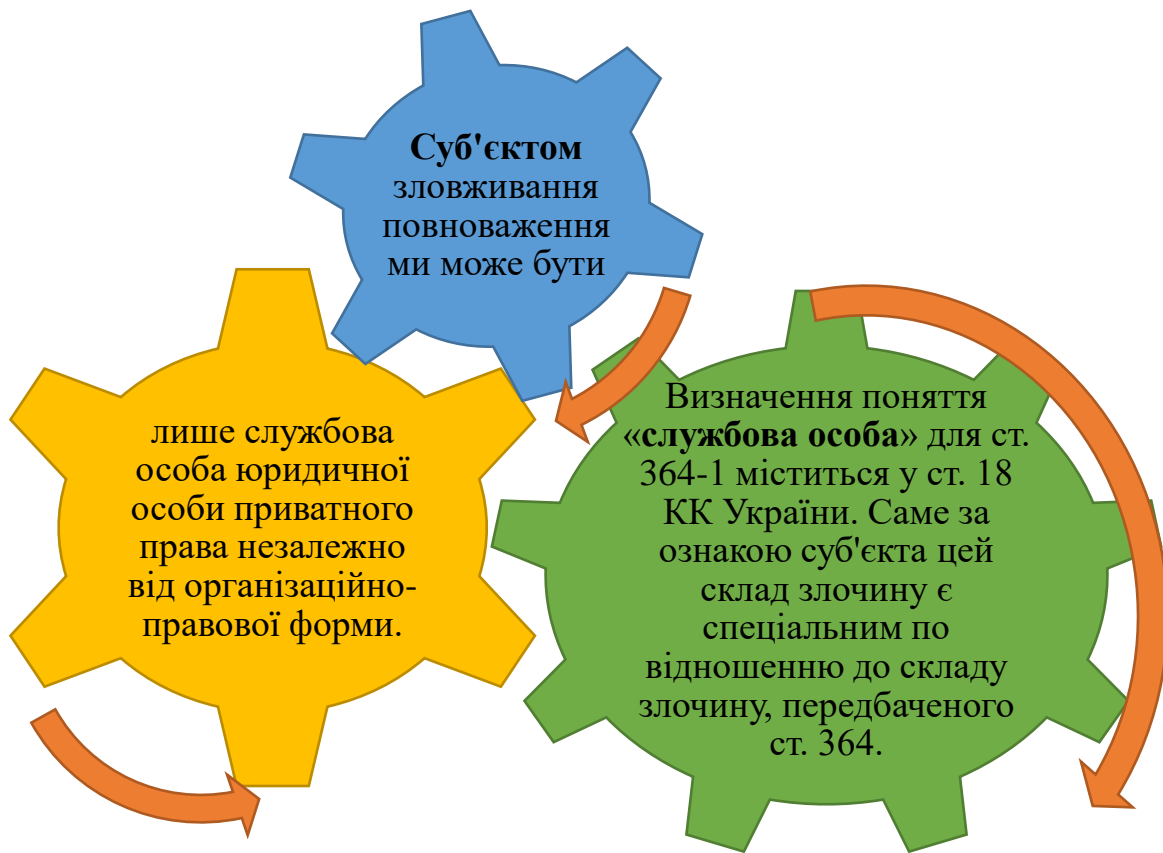 Суб'єктом
зловживання
повноваження
ми може бути
лише службова
особа юридичної
особи приватного
права незалежно
від організаційно-
правової форми.
Визначення поняття
«службова особа» для ст.
364-1 міститься у ст. 18
КК України. Саме за
ознакою суб'єкта цей
склад злочину є
спеціальним по
відношенню до складу
злочину, передбаченого
ст. 364.